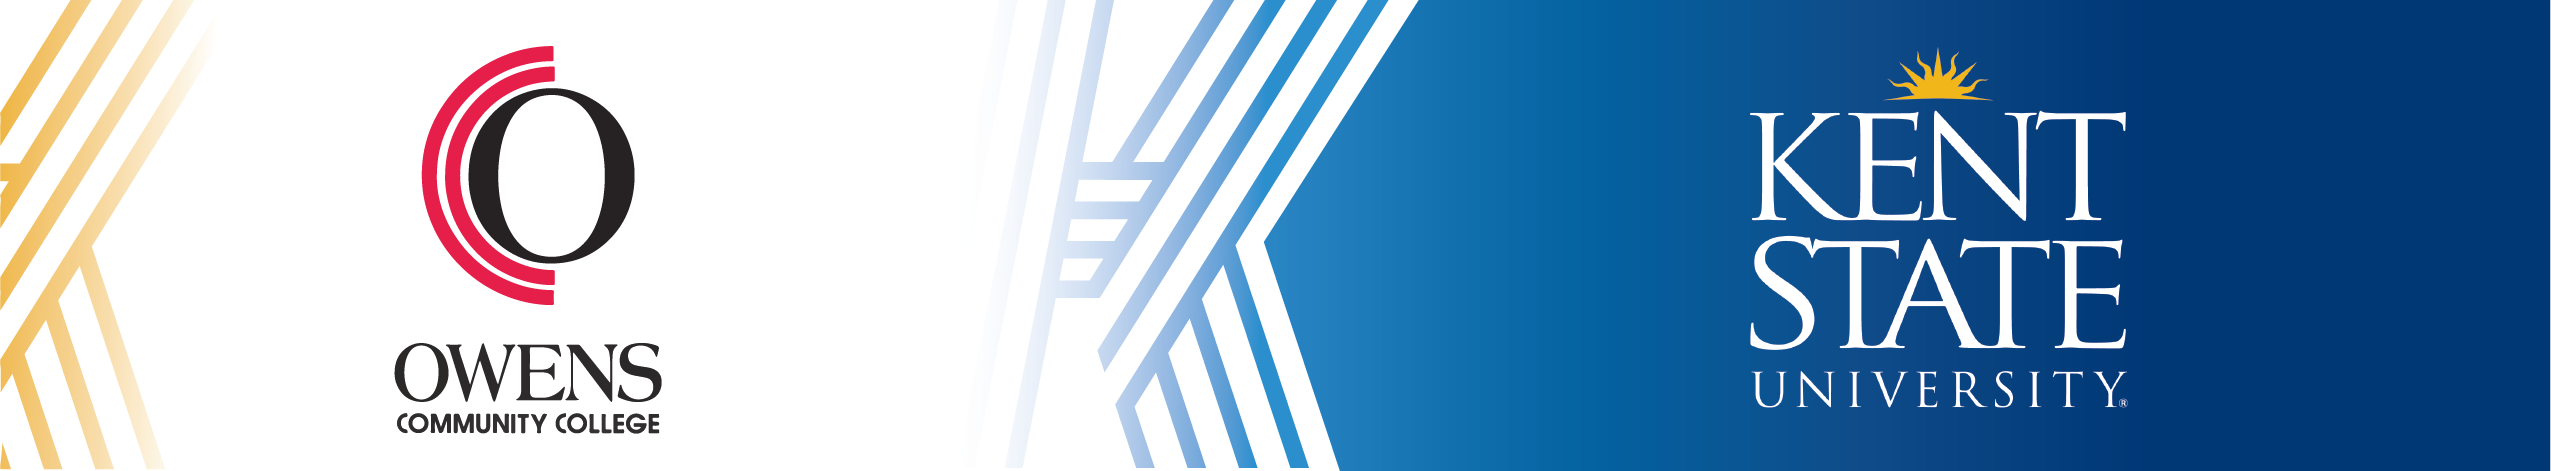 OWENS
COMMUNITY COLLEGE
KENT
STATE
UNIVERSITY®